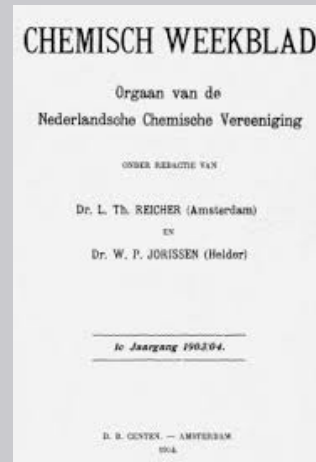 CHEMISCH WEEKBLAD
Orgaan van de
Nederlandsche Chemische Vereeniging
ONDER REDACTIE VAN
Dr. L. Th. REICHER (Amsterdam)
EN
Dr. W. P. JORISSEN (Helder)
1e Jaargang 1903/04.
D. B. CENTEN. — AMSTERDAM
1904.